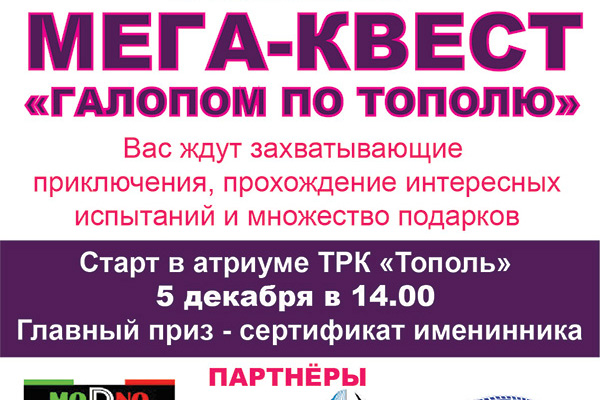 МЕГА-КВЕСТ
«ГАЛОПОМ ПО ТОПОЛЮ»
Вас ждут захватывающие
приключения, прохождение интересных
испытаний и множество подарков
Старт в атриуме ТРК «Тополь»
5 декабря в 14.00
Главный приз - сертификат именинника
ПАРТНЁРЫ